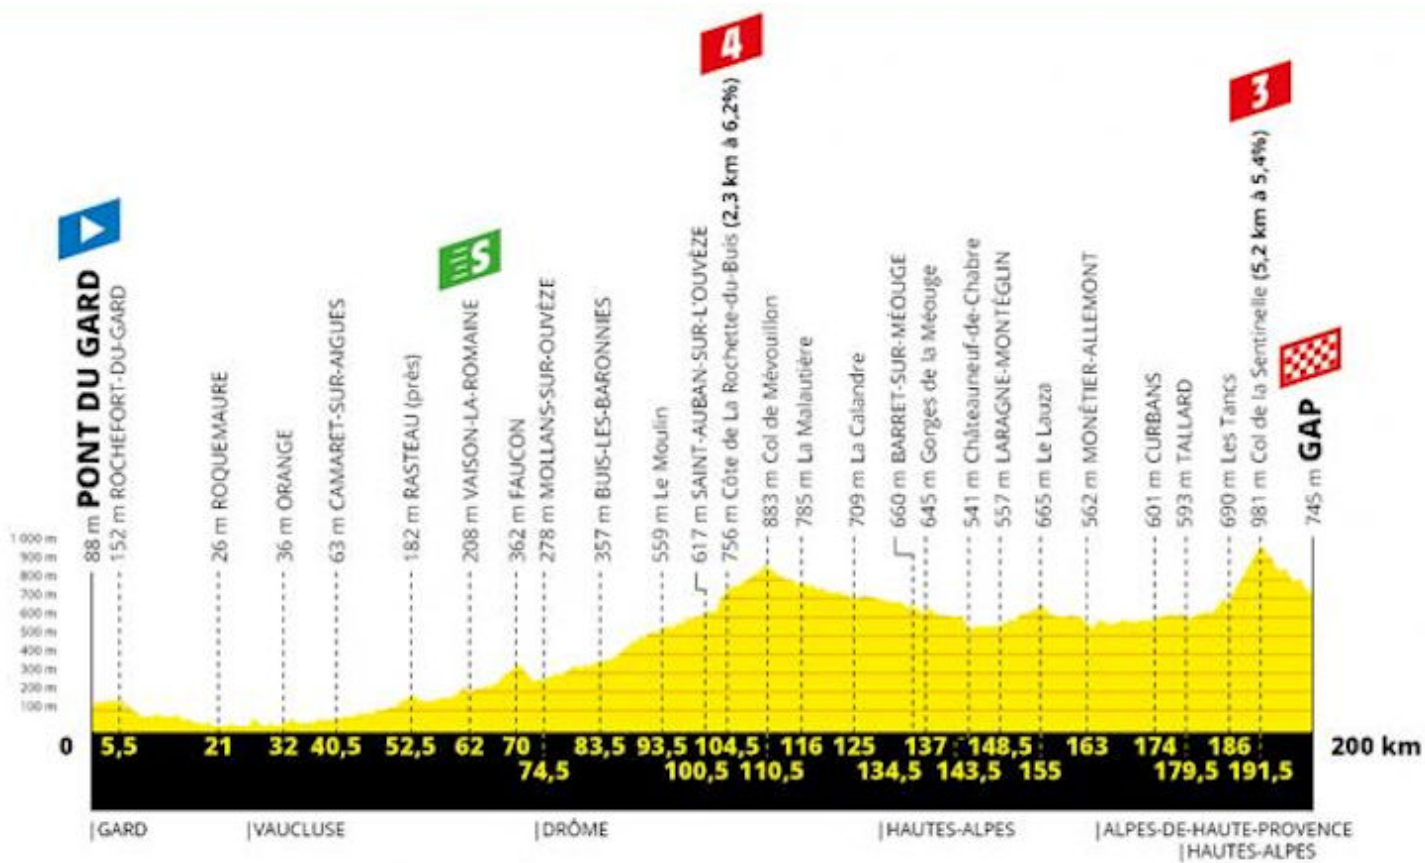 4
3
S
88 m PONT DU GARD
152 m ROCHEFORT-DU-GARD
26 m ROQUEMAURE
36 m ORANGE
63 m CAMARET-SUR-AIGUES
182 m RASTEAU (près)
208 m VAISON-LA-ROMAINE
362 m FAUCON
278 m MOLLANS-SUR-OUVÈZE
357 m BUIS-LES-BARONNIES
559 m Le Moulin
617 m SAINT-AUBAN-SUR-L'OUVÈZE
756 m Côte de La Rochette-du-Buis (2,3 km à 6,2%)
883 m Col de Mévouillon
785 m La Malautière
709 m La Calandre
660 m BARRET-SUR-MÉOUGE
645 m Gorges de la Méouge
541 m Châteauneuf-de-Chabre
557 m LARAGNE-MONTÉGLIN
665 m Le Lauza
562 m MONÊTIER-ALLEMONT
601 m CURBANS
593 m TALLARD
690 m Les Tancs
981 m Col de la Sentinelle (5,2 km à 5,4%)
745 m GAP
1 000 m
900 m
800 m
700 m
600 m
500 m
400 m
300 m
200 m
100 m
0 5,5 21 32 40,5 52,5 62 70 83,5 93,5 104,5 116 125 137 148,5 163 174 186 200 km
74,5 100,5 110,5 134,5 143,5 155 179,5 191,5
|GARD |VAUCLUSE |DRÔME |HAUTES-ALPES |ALPES-DE-HAUTE-PROVENCE
|HAUTES-ALPES